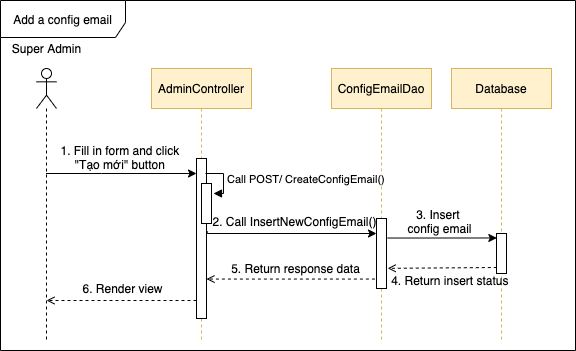 Add a config email
Super Admin
AdminController
ConfigEmailDao
Database
1. Fill in form and click
"Tạo mới" button
Call POST/ CreateConfigEmail()
2. Call InsertNewConfigEmail()
3. Insert
config email
4. Return insert status
5. Return response data
6. Render view